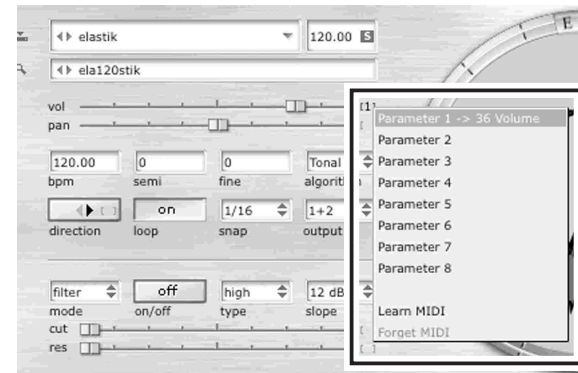 elastik 120.00 S
E
ela120stik
vol [1]
pan
Parameter 1 -> 36 Volume
Parameter 2
Parameter 3
Parameter 4
Parameter 5
Parameter 6
Parameter 7
Parameter 8
Learn MIDI
Forget MIDI
120.00 0 0 Tonal
bpm semi fine algorith
on 1/16 1+2
direction loop snap output
filter off high 12 dB
mode on/off type slope
cut
res